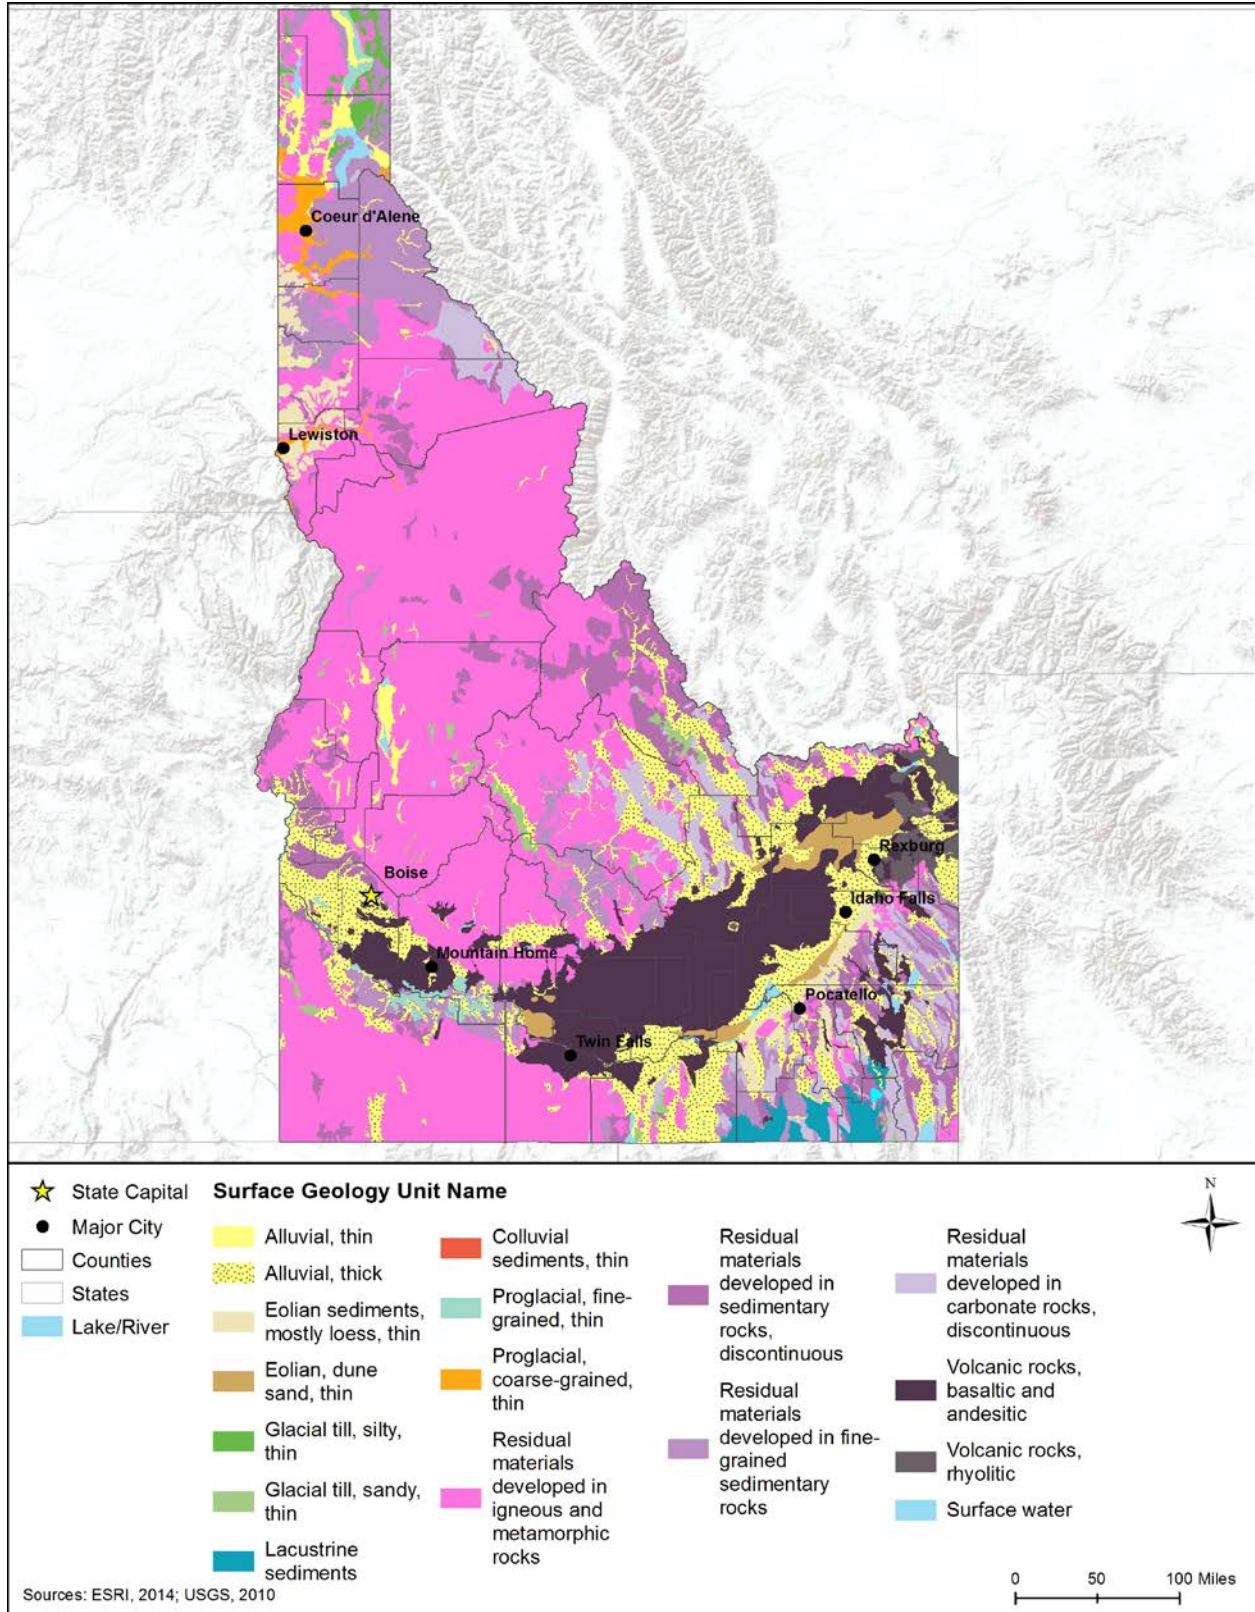 Coeur d'Alene
Lewiston
Boise
Rexburg
Idaho Falls
Mountain Home
Pocatello
Twin Falls
State Capital
Major City
Counties
States
Lake/River
Surface Geology Unit Name
Alluvial, thin
Alluvial, thick
Eolian sediments,
mostly loess, thin
Eolian, dune
sand, thin
Glacial till, silty,
thin
Glacial till, sandy,
thin
Lacustrine
sediments
Colluvial
sediments, thin
Proglacial, fine-
grained, thin
Proglacial,
coarse-grained,
thin
Residual
materials
developed in
igneous and
metamorphic
rocks
Residual
materials
developed in
sedimentary
rocks,
discontinuous
Residual
materials
developed in fine-
grained
sedimentary
rocks
Residual
materials
developed in
carbonate rocks,
discontinuous
Volcanic rocks,
basaltic and
andesitic
Volcanic rocks,
rhyolitic
Surface water
N
0 50 100 Miles
Sources: ESRI, 2014; USGS, 2010